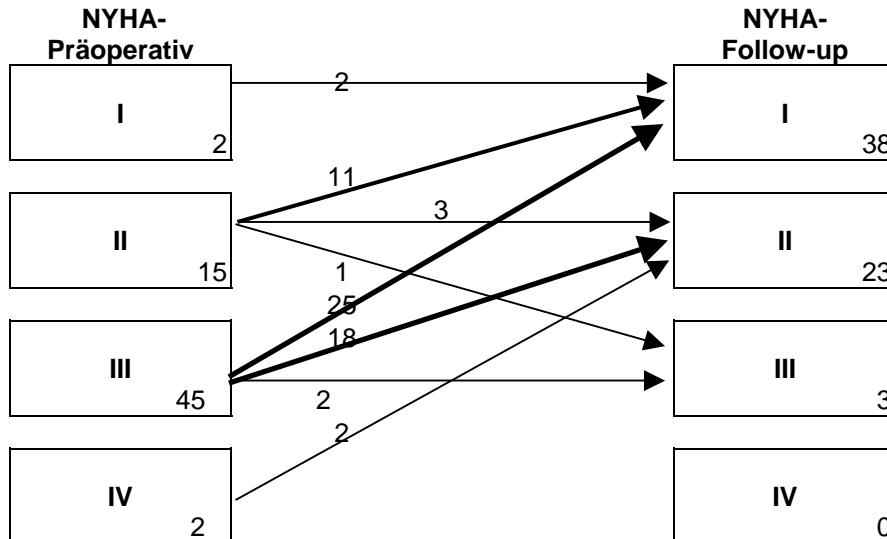 NYHA-
Präoperativ
NYHA-
Follow-up
I
2
2
I
38
11
3
II
15
1
II
23
25
18
III
45
2
III
3
2
IV
2
IV
0